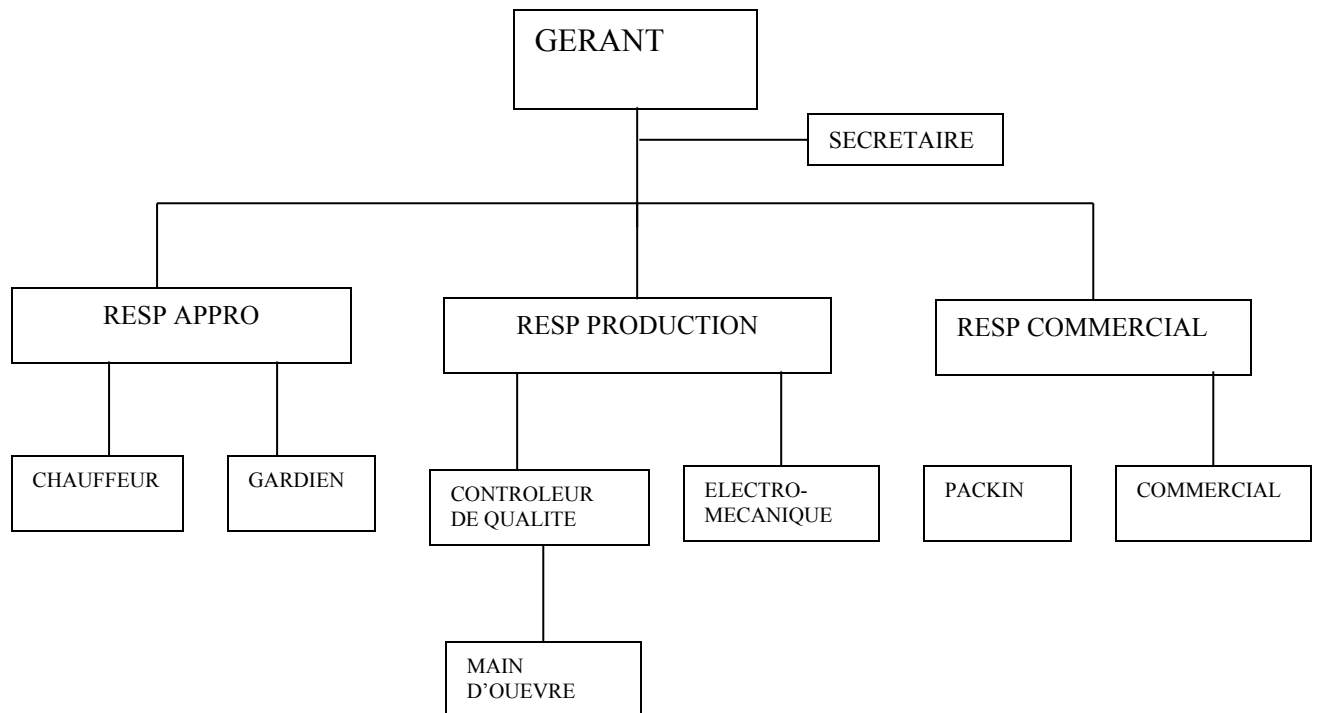 GERANT
SECRETAIRE
RESP APPRO
RESP PRODUCTION
RESP COMMERCIAL
CHAUFFEUR
GARDIEN
CONTROLEUR
DE QUALITE
ELECTRO-
MECANIQUE
PACKIN
COMMERCIAL
MAIN
D’OUEVRE